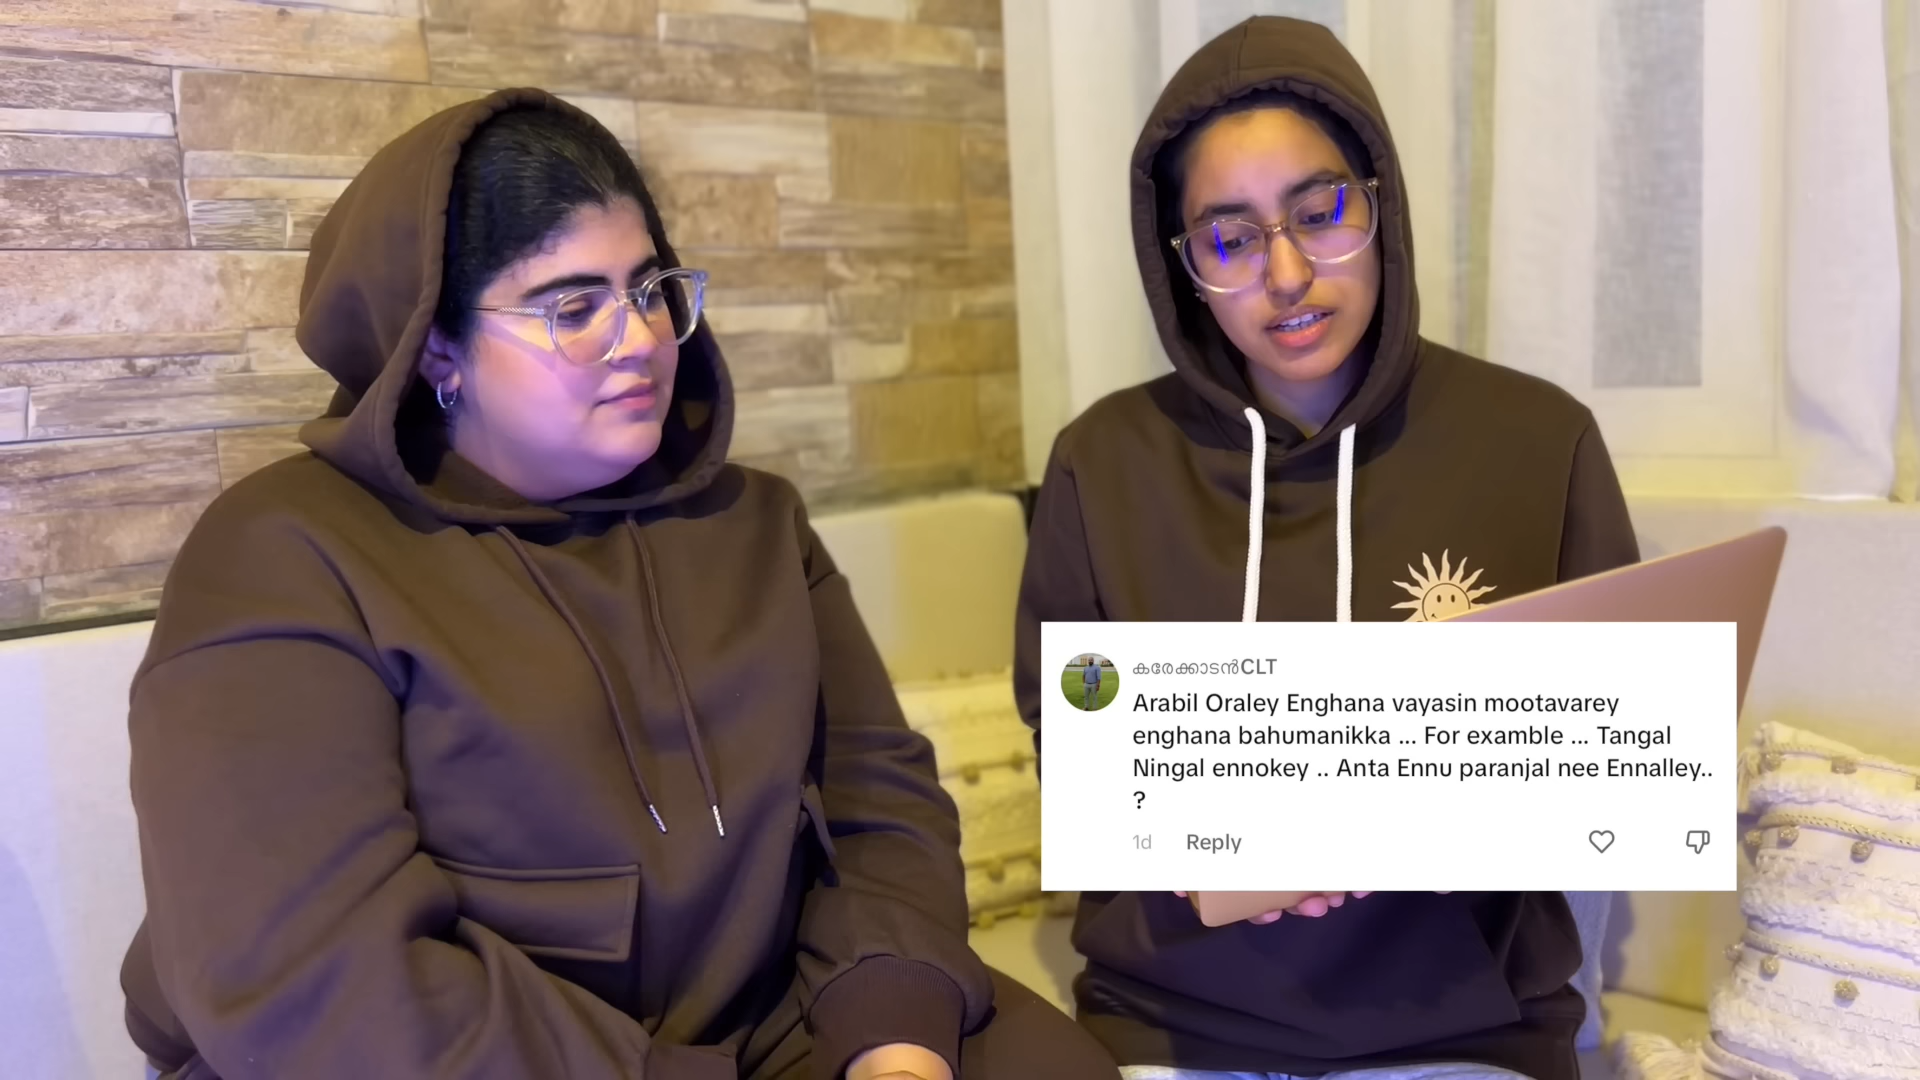 കരേക്കാടൻCLT
Arabil Oraley Enghana vayasin mootavarey
enghana bahumanikka ... For examble ... Tangal
Ningal ennokey .. Anta Ennu paranjal nee Ennalley..
?
1d Reply